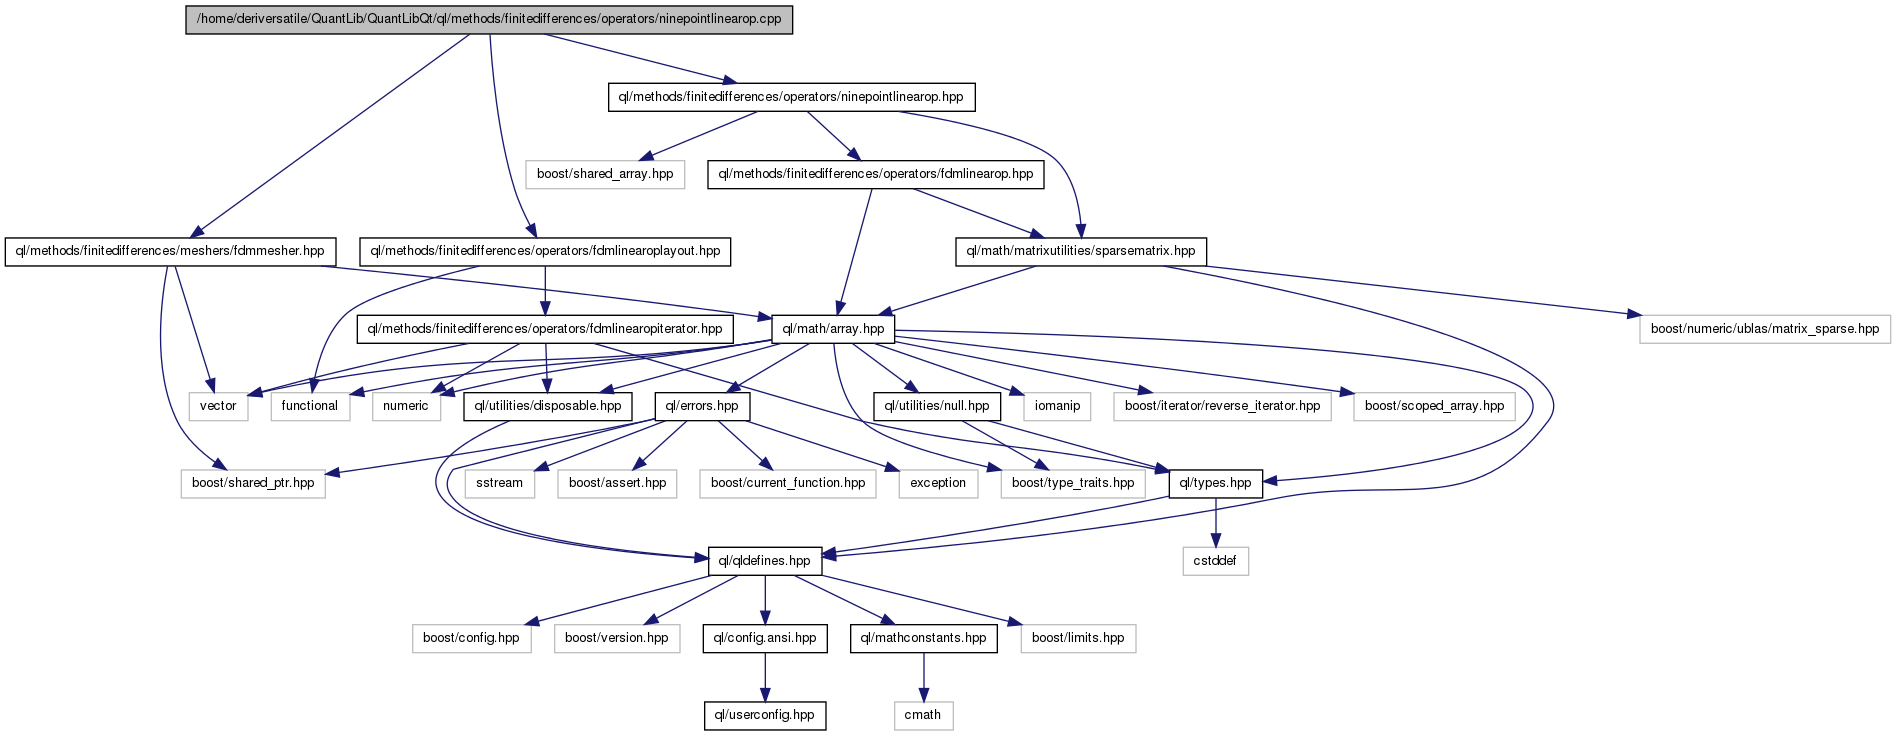 /home/deriversatile/QuantLib/QuantLibQt/ql/methods/finitedifferences/operators/ninepointlinearop.cpp
ql/methods/finitedifferences/operators/ninepointlinearop.hpp
boost/shared_array.hpp
ql/methods/finitedifferences/operators/fdmlinearop.hpp
ql/methods/finitedifferences/meshers/fdmmesher.hpp
ql/methods/finitedifferences/operators/fdmlinearoplayout.hpp
ql/math/matrixutilities/sparsematrix.hpp
ql/methods/finitedifferences/operators/fdmlinearopiterator.hpp
ql/math/array.hpp
boost/numeric/ublas/matrix_sparse.hpp
vector
functional
numeric
ql/utilities/disposable.hpp
ql/errors.hpp
ql/utilities/null.hpp
iomanip
boost/iterator/reverse_iterator.hpp
boost/scoped_array.hpp
boost/shared_ptr.hpp
sstream
boost/assert.hpp
boost/current_function.hpp
exception
boost/type_traits.hpp
ql/types.hpp
ql/qldefines.hpp
cstddef
boost/config.hpp
boost/version.hpp
ql/config.ansi.hpp
ql/mathconstants.hpp
boost/limits.hpp
ql/userconfig.hpp
cmath